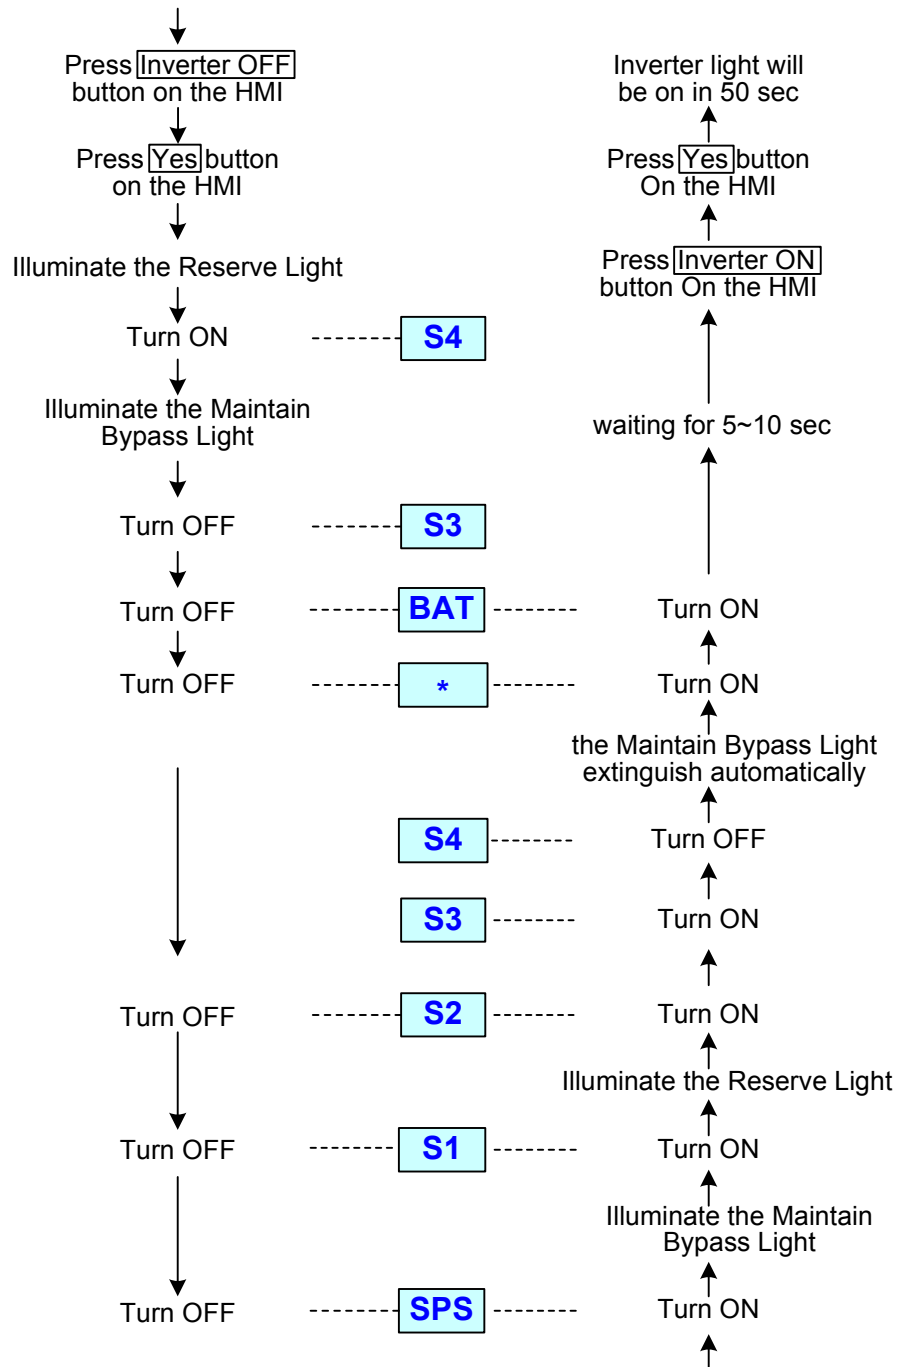 Press Inverter OFF
button on the HMI
Press Yes button
on the HMI
Illuminate the Reserve Light
Turn ON
S4
Illuminate the Maintain
Bypass Light
Turn OFF
S3
Turn OFF
BAT
Turn OFF
*
Turn OFF
S2
Turn OFF
S1
Turn OFF
SPS
Inverter light will
be on in 50 sec
Press Yes button
On the HMI
Press Inverter ON
button On the HMI
waiting for 5~10 sec
Turn ON
Turn ON
the Maintain Bypass Light
extinguish automatically
S4
Turn OFF
S3
Turn ON
Turn ON
Illuminate the Reserve Light
Turn ON
Illuminate the Maintain
Bypass Light
Turn ON